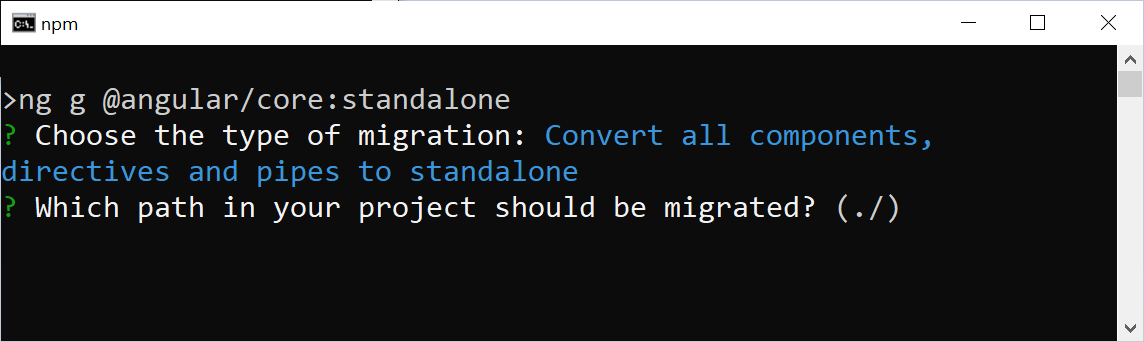 npm
>ng g @angular/core:standalone
? Choose the type of migration: Convert all components,
directives and pipes to standalone
? Which path in your project should be migrated? (./)